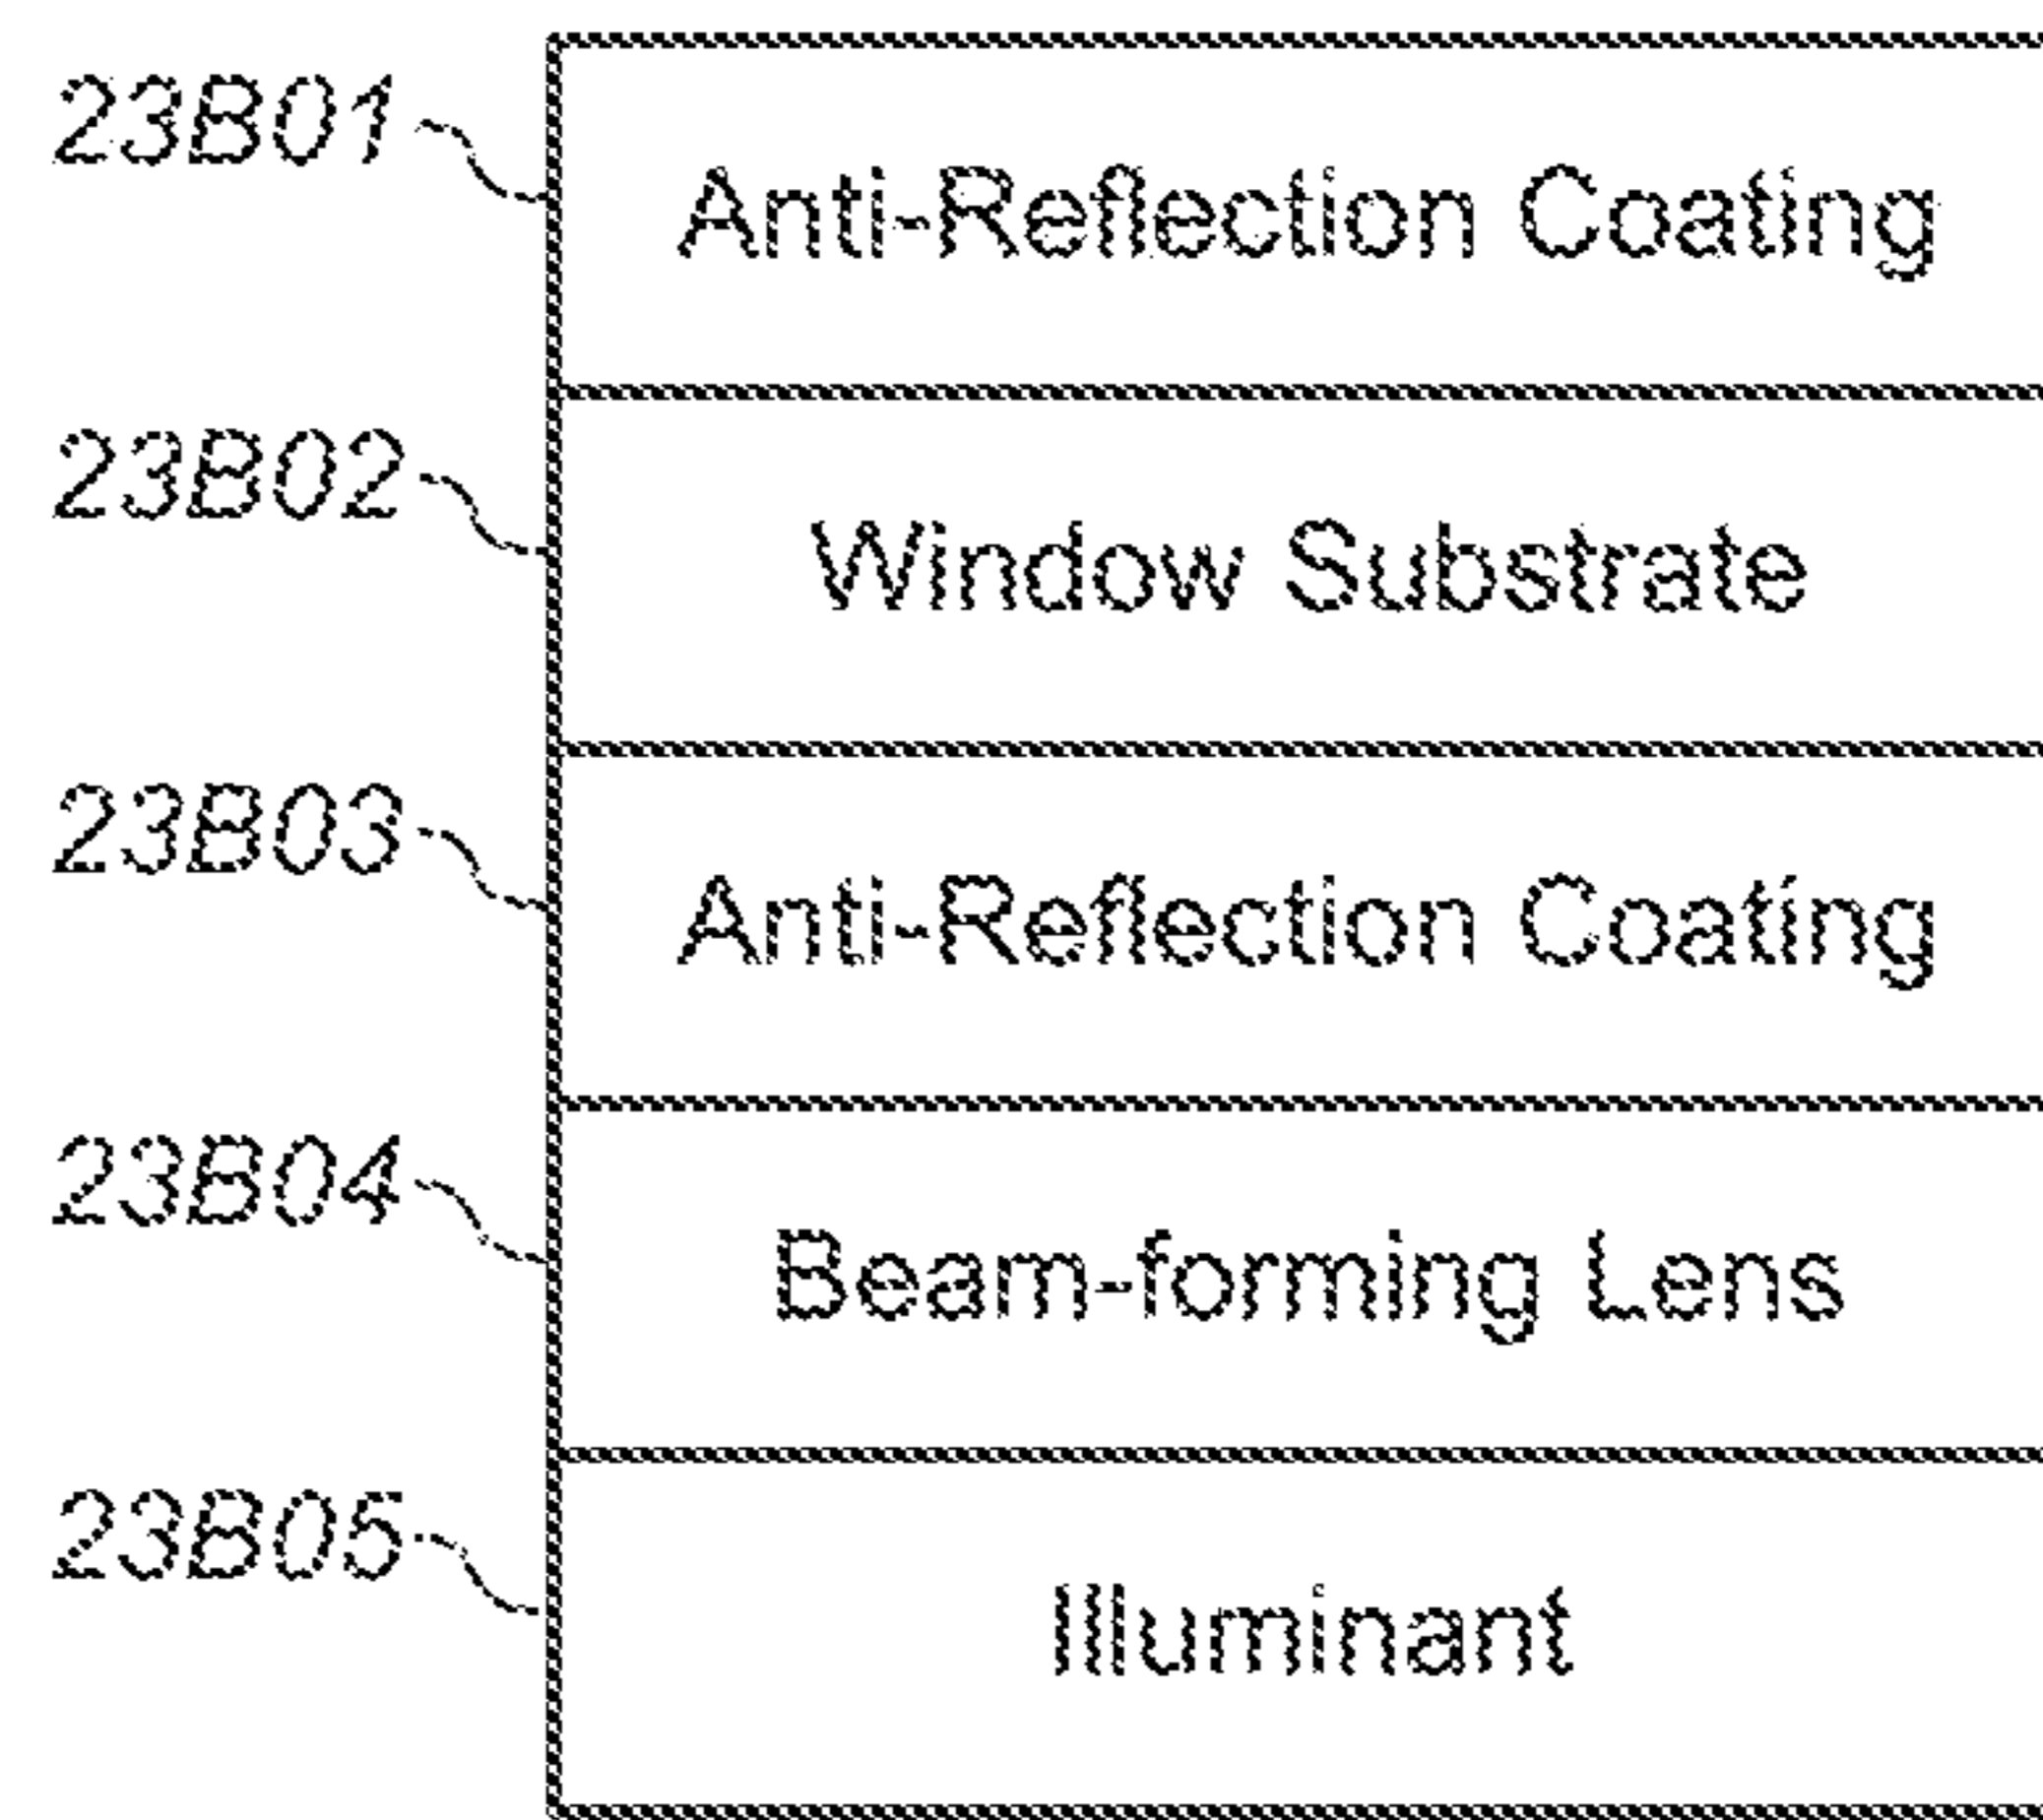 23B01
Anti-Reflection Coating
23B02
Window Substrate
23B03
Anti-Reflection Coating
23B04
Beam-forming Lens
23B05
Illuminant